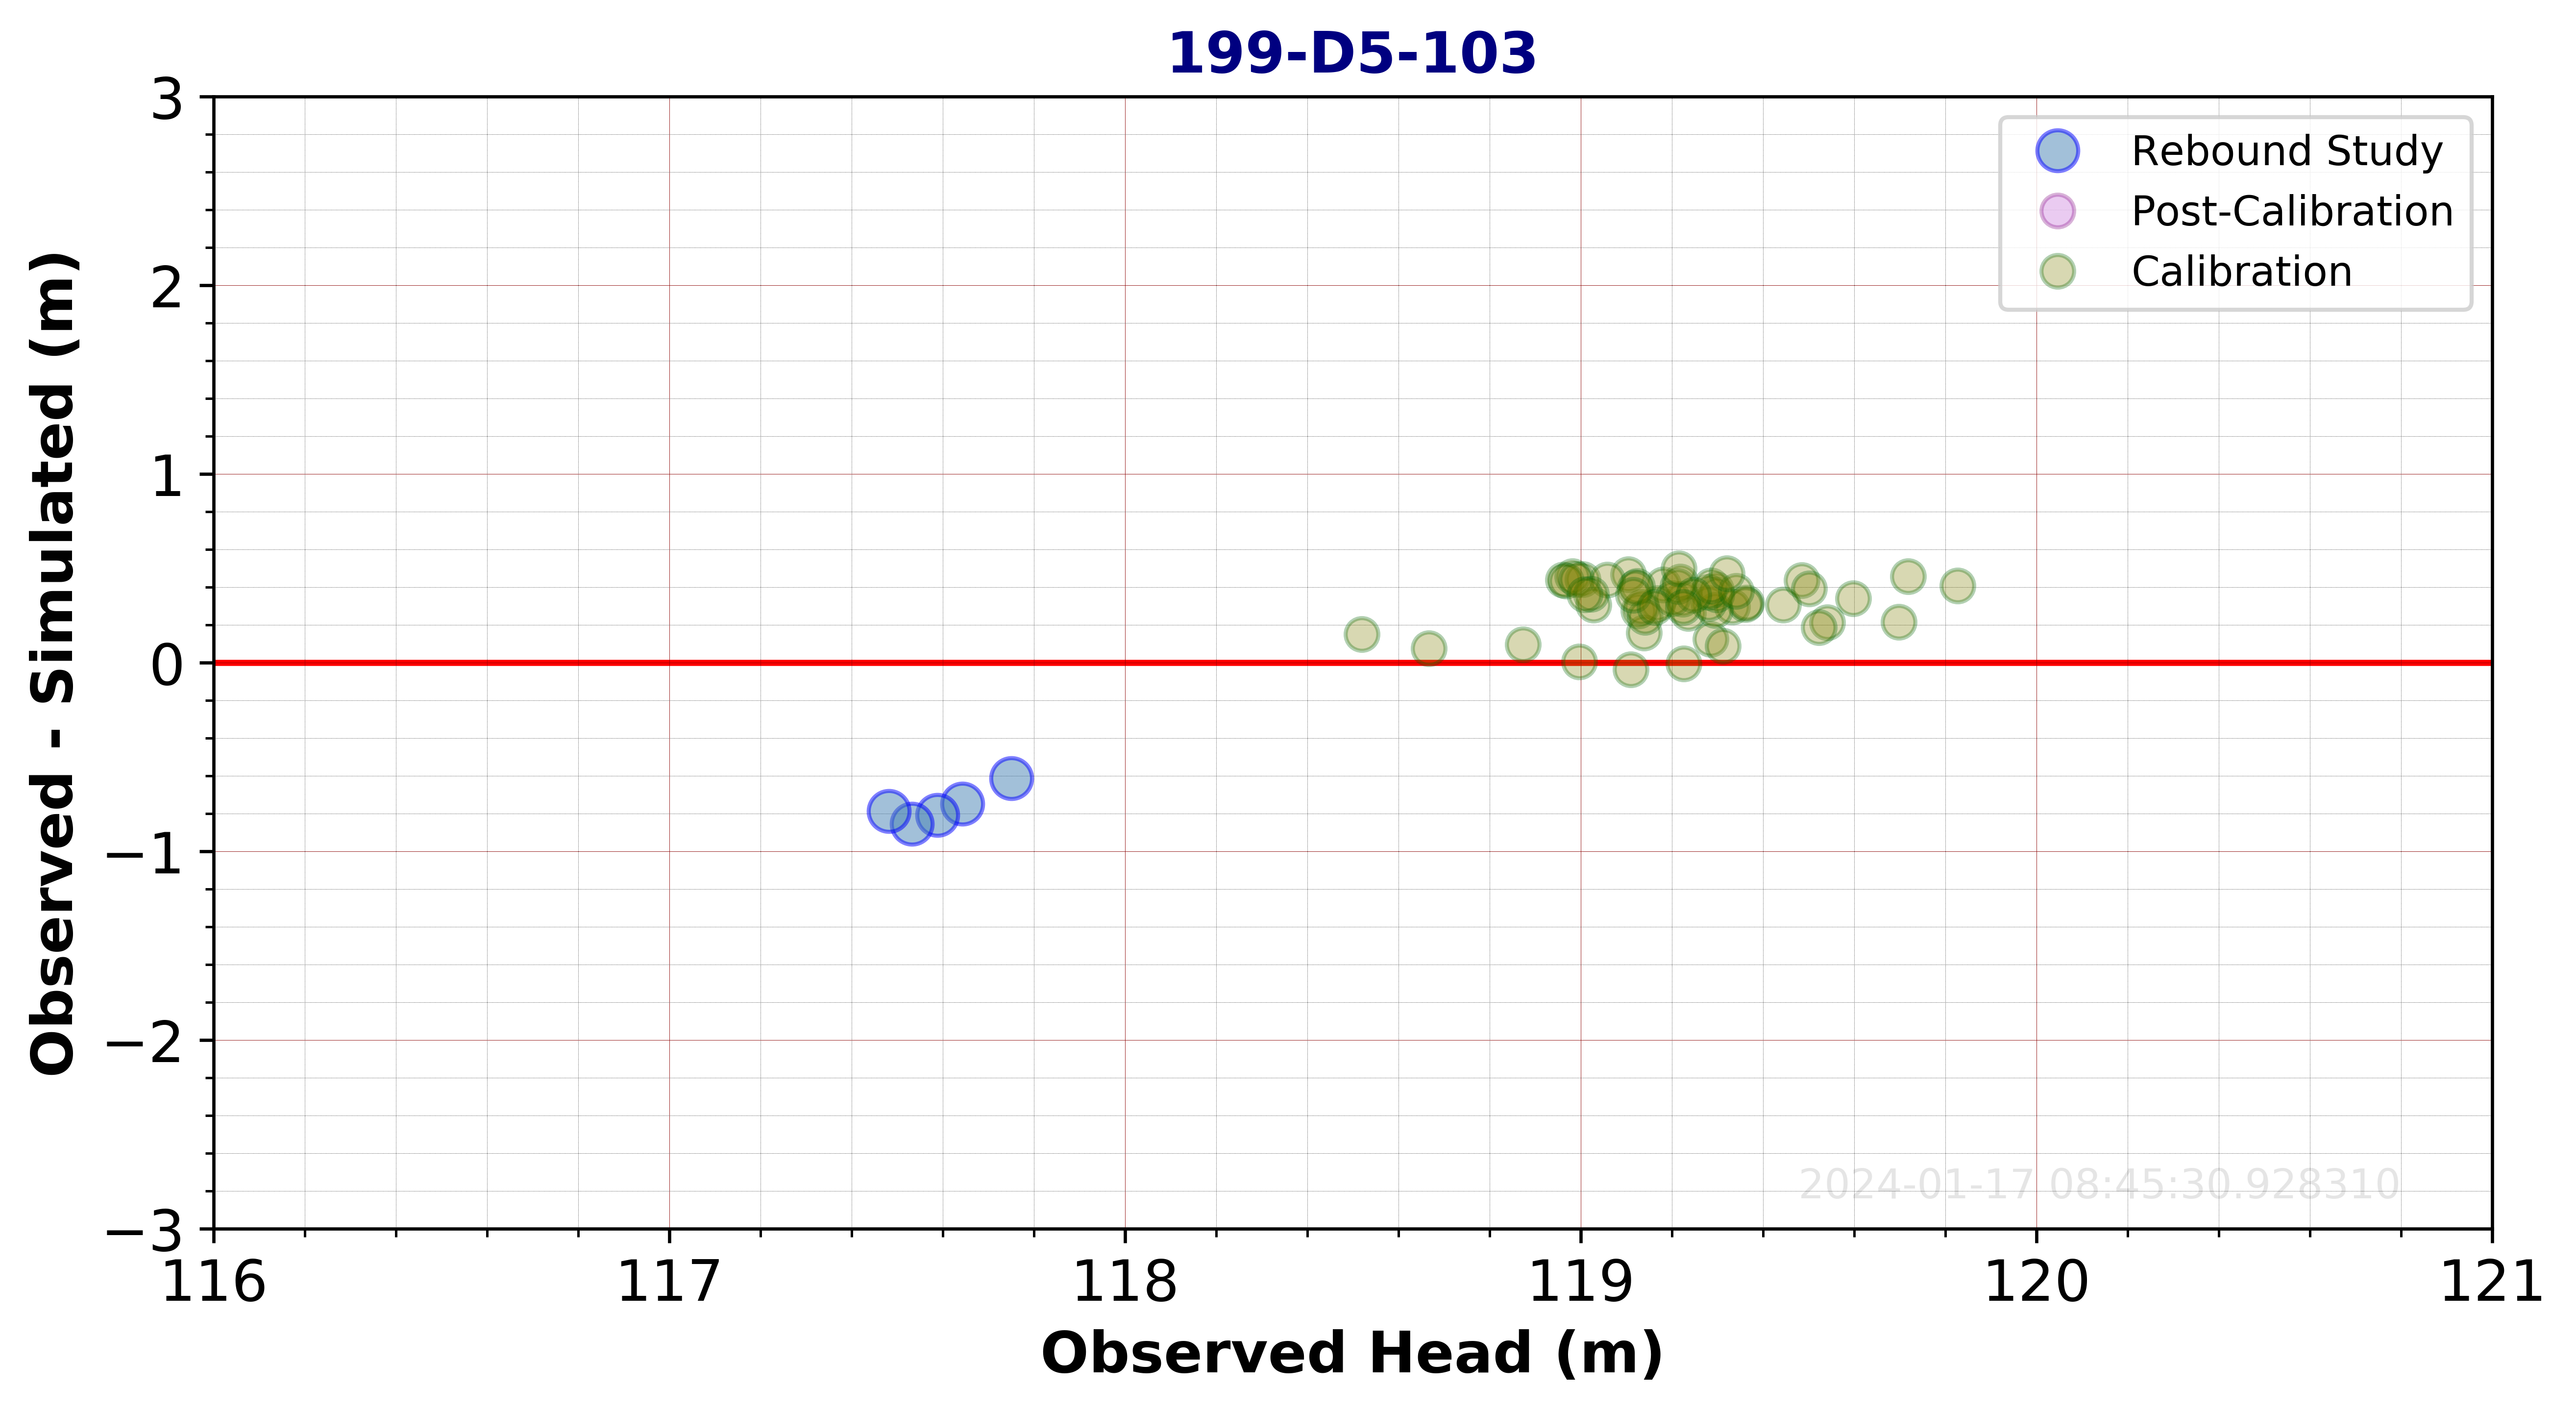 199-D5-103
3
2
1
0
−1
−2
−3
Observed - Simulated (m)
Rebound Study
Post-Calibration
Calibration
2024-01-17 08:45:30.928310
116 117 118 119 120 121
Observed Head (m)